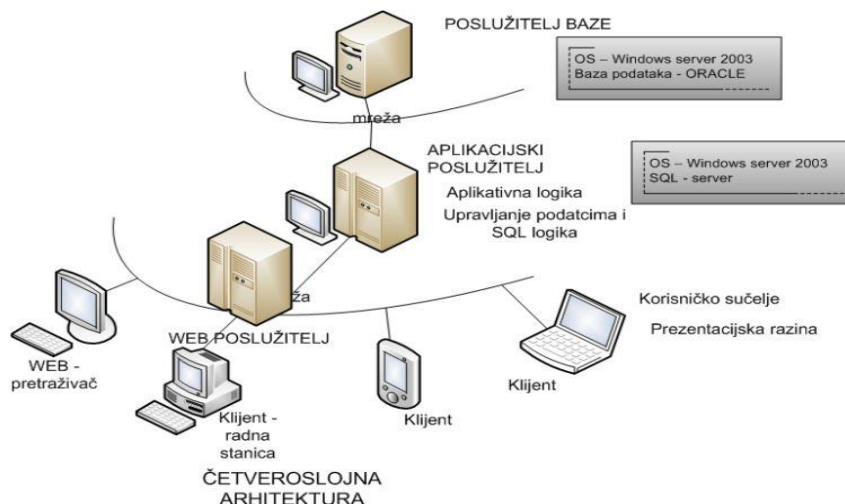 POSLUŽITELJ BAZE
OS – Windows server 2003
Baza podataka - ORACLE
mreža
APLIKACIJSKI
POSLUŽITELJ
OS – Windows server 2003
SQL - server
Aplikativna logika
Upravljanje podatcima i
SQL logika
ža
Korisničko sučelje
Prezentacijska razina
WEB POSLUŽITELJ
WEB -
pretraživač
Klijent
Klijent -
radna
stanica
Klijent
ČETVEROSLOJNA
ARHITEKTURA